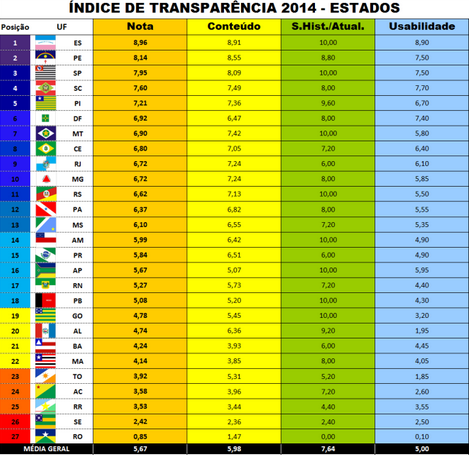 ÍNDICE DE TRANSPARÊNCIA 2014 - ESTADOS
Posição UF Nota Conteúdo S.Hist./Atual. Usabilidade
1 ES 8,96 8,91 10,00 8,90
2 PE 8,14 8,55 8,80 7,50
3 SP 7,95 8,09 10,00 7,50
4 SC 7,60 7,49 8,00 7,70
5 PI 7,21 7,36 9,60 6,70
6 DF 6,92 6,47 8,00 7,40
7 MT 6,90 7,42 10,00 5,80
8 CE 6,80 7,05 7,20 6,40
9 RJ 6,72 7,24 6,00 6,10
10 MG 6,72 7,24 8,00 5,85
11 RS 6,62 7,13 10,00 5,50
12 PA 6,37 6,82 8,00 5,55
13 MS 6,10 6,55 7,20 5,35
14 AM 5,99 6,42 10,00 4,90
15 PR 5,84 6,51 6,00 4,90
16 AP 5,67 5,07 10,00 5,95
17 RN 5,27 5,73 7,20 4,40
18 PB 5,08 5,20 10,00 4,30
19 GO 4,78 5,45 10,00 3,20
20 AL 4,74 6,36 9,20 1,95
21 BA 4,24 3,93 6,00 4,45
22 MA 4,14 3,85 8,00 4,05
23 TO 3,92 5,31 5,20 1,85
24 AC 3,58 3,96 7,20 2,60
25 RR 3,53 3,44 4,40 3,55
26 SE 2,42 2,36 2,40 2,50
27 RO 0,85 1,47 0,00 0,10
MÉDIA GERAL 5,67 5,98 7,64 5,00